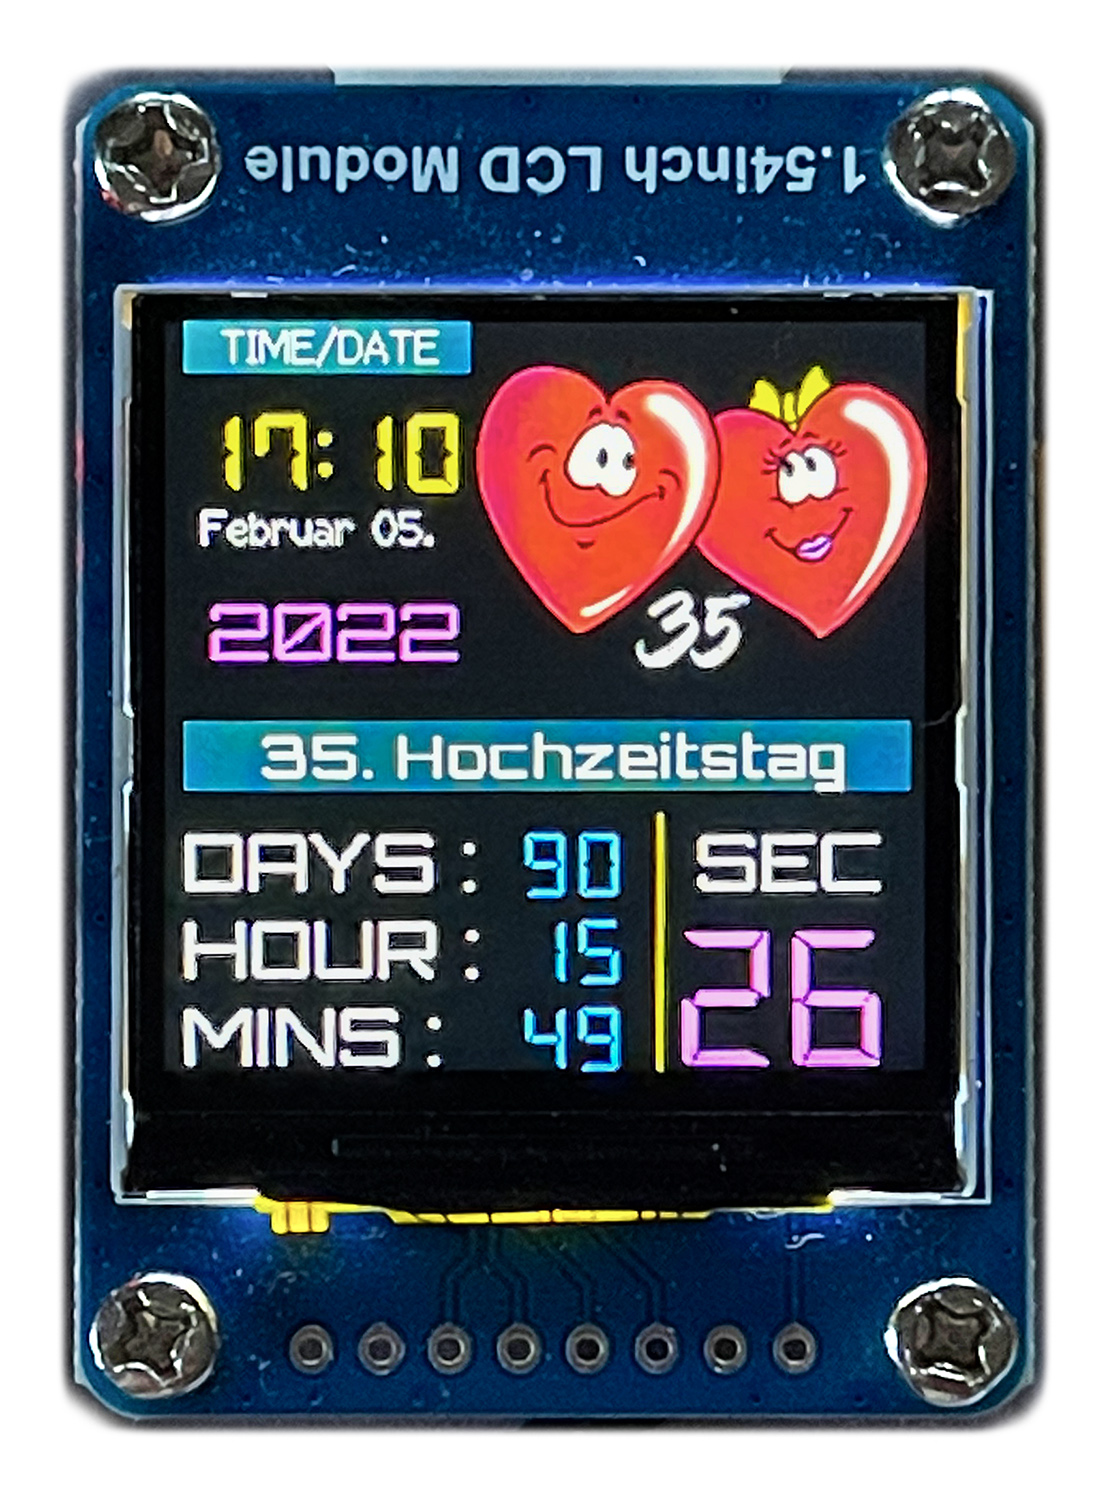 1.54inch LCD Module
TIME/DATE
17:10
Februar 05.
2022
35
35. Hochzeitstag
DAYS : 90
HOUR : 15
MINS : 49
SEC
26